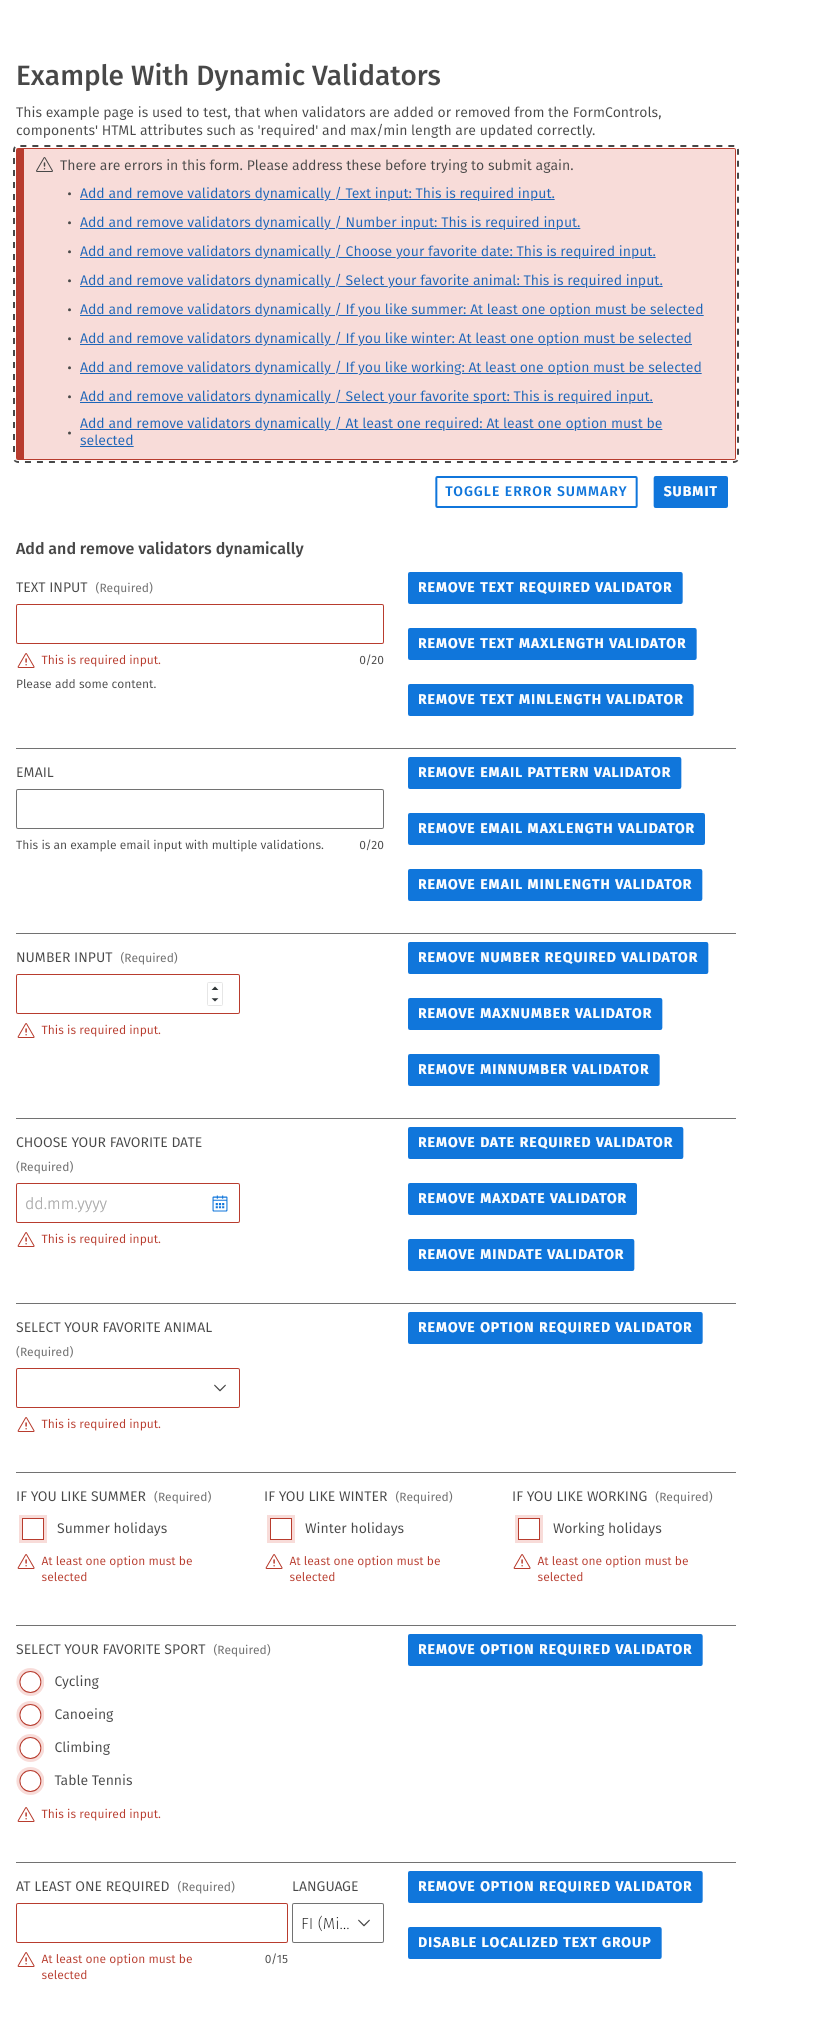 Example With Dynamic Validators
This example page is used to test, that when validators are added or removed from the FormControls,
components' HTML attributes such as 'required' and max/min length are updated correctly.
There are errors in this form. Please address these before trying to submit again.
• Add and remove validators dynamically / Text input: This is required input.
• Add and remove validators dynamically / Number input: This is required input.
• Add and remove validators dynamically / Choose your favorite date: This is required input.
• Add and remove validators dynamically / Select your favorite animal: This is required input.
• Add and remove validators dynamically / If you like summer: At least one option must be selected
• Add and remove validators dynamically / If you like winter: At least one option must be selected
• Add and remove validators dynamically / If you like working: At least one option must be selected
• Add and remove validators dynamically / Select your favorite sport: This is required input.
• Add and remove validators dynamically / At least one required: At least one option must be
selected
TOGGLE ERROR SUMMARY SUBMIT
Add and remove validators dynamically
TEXT INPUT (Required) REMOVE TEXT REQUIRED VALIDATOR
REMOVE TEXT MAXLENGTH VALIDATOR
This is required input. 0/20
Please add some content.
REMOVE TEXT MINLENGTH VALIDATOR
EMAIL REMOVE EMAIL PATTERN VALIDATOR
REMOVE EMAIL MAXLENGTH VALIDATOR
This is an example email input with multiple validations. 0/20
REMOVE EMAIL MINLENGTH VALIDATOR
NUMBER INPUT (Required) REMOVE NUMBER REQUIRED VALIDATOR
REMOVE MAXNUMBER VALIDATOR
This is required input.
REMOVE MINNUMBER VALIDATOR
CHOOSE YOUR FAVORITE DATE REMOVE DATE REQUIRED VALIDATOR
(Required)
dd.mm.yyyy REMOVE MAXDATE VALIDATOR
This is required input.
REMOVE MINDATE VALIDATOR
SELECT YOUR FAVORITE ANIMAL REMOVE OPTION REQUIRED VALIDATOR
(Required)
This is required input.
IF YOU LIKE SUMMER (Required) IF YOU LIKE WINTER (Required) IF YOU LIKE WORKING (Required)
Summer holidays Winter holidays Working holidays
At least one option must be At least one option must be At least one option must be
selected selected selected
SELECT YOUR FAVORITE SPORT (Required) REMOVE OPTION REQUIRED VALIDATOR
Cycling
Canoeing
Climbing
Table Tennis
This is required input.
AT LEAST ONE REQUIRED (Required) LANGUAGE REMOVE OPTION REQUIRED VALIDATOR
FI (Mi... DISABLE LOCALIZED TEXT GROUP
At least one option must be 0/15
selected